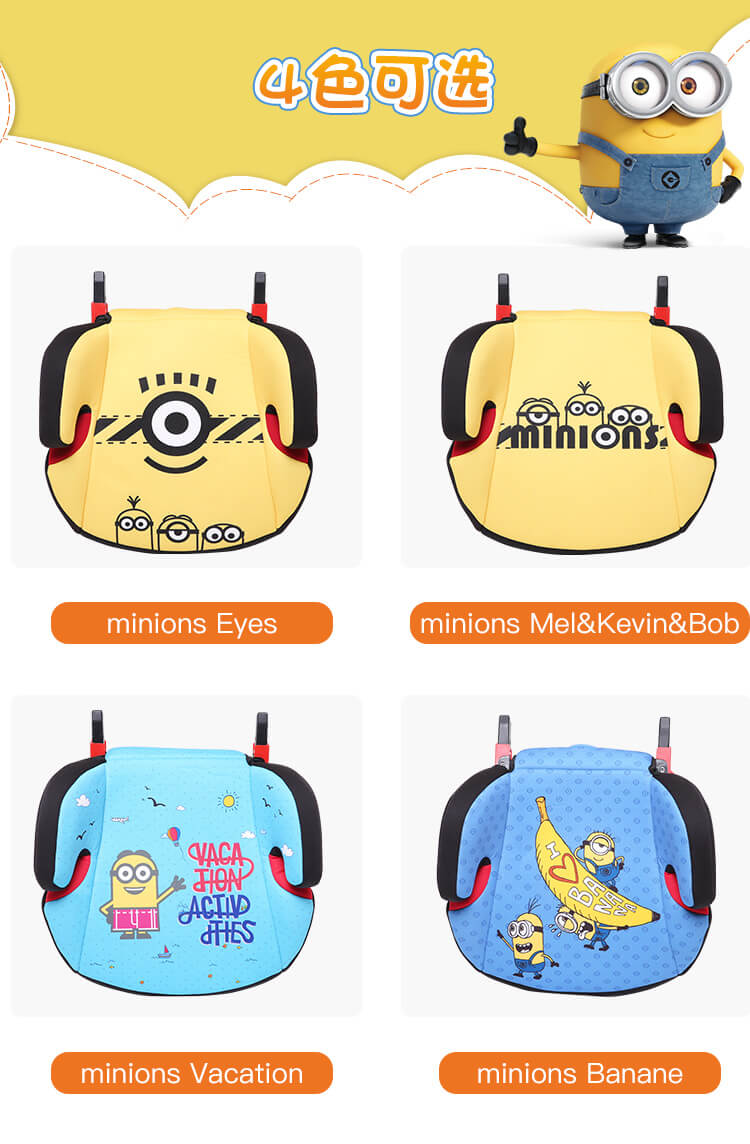 4色可选
MINIONS
minions Eyes
minions Mel&Kevin&Bob
VACA
TION
ACTIVI
TIES
I
BA
NA
NA
minions Vacation
minions Banane